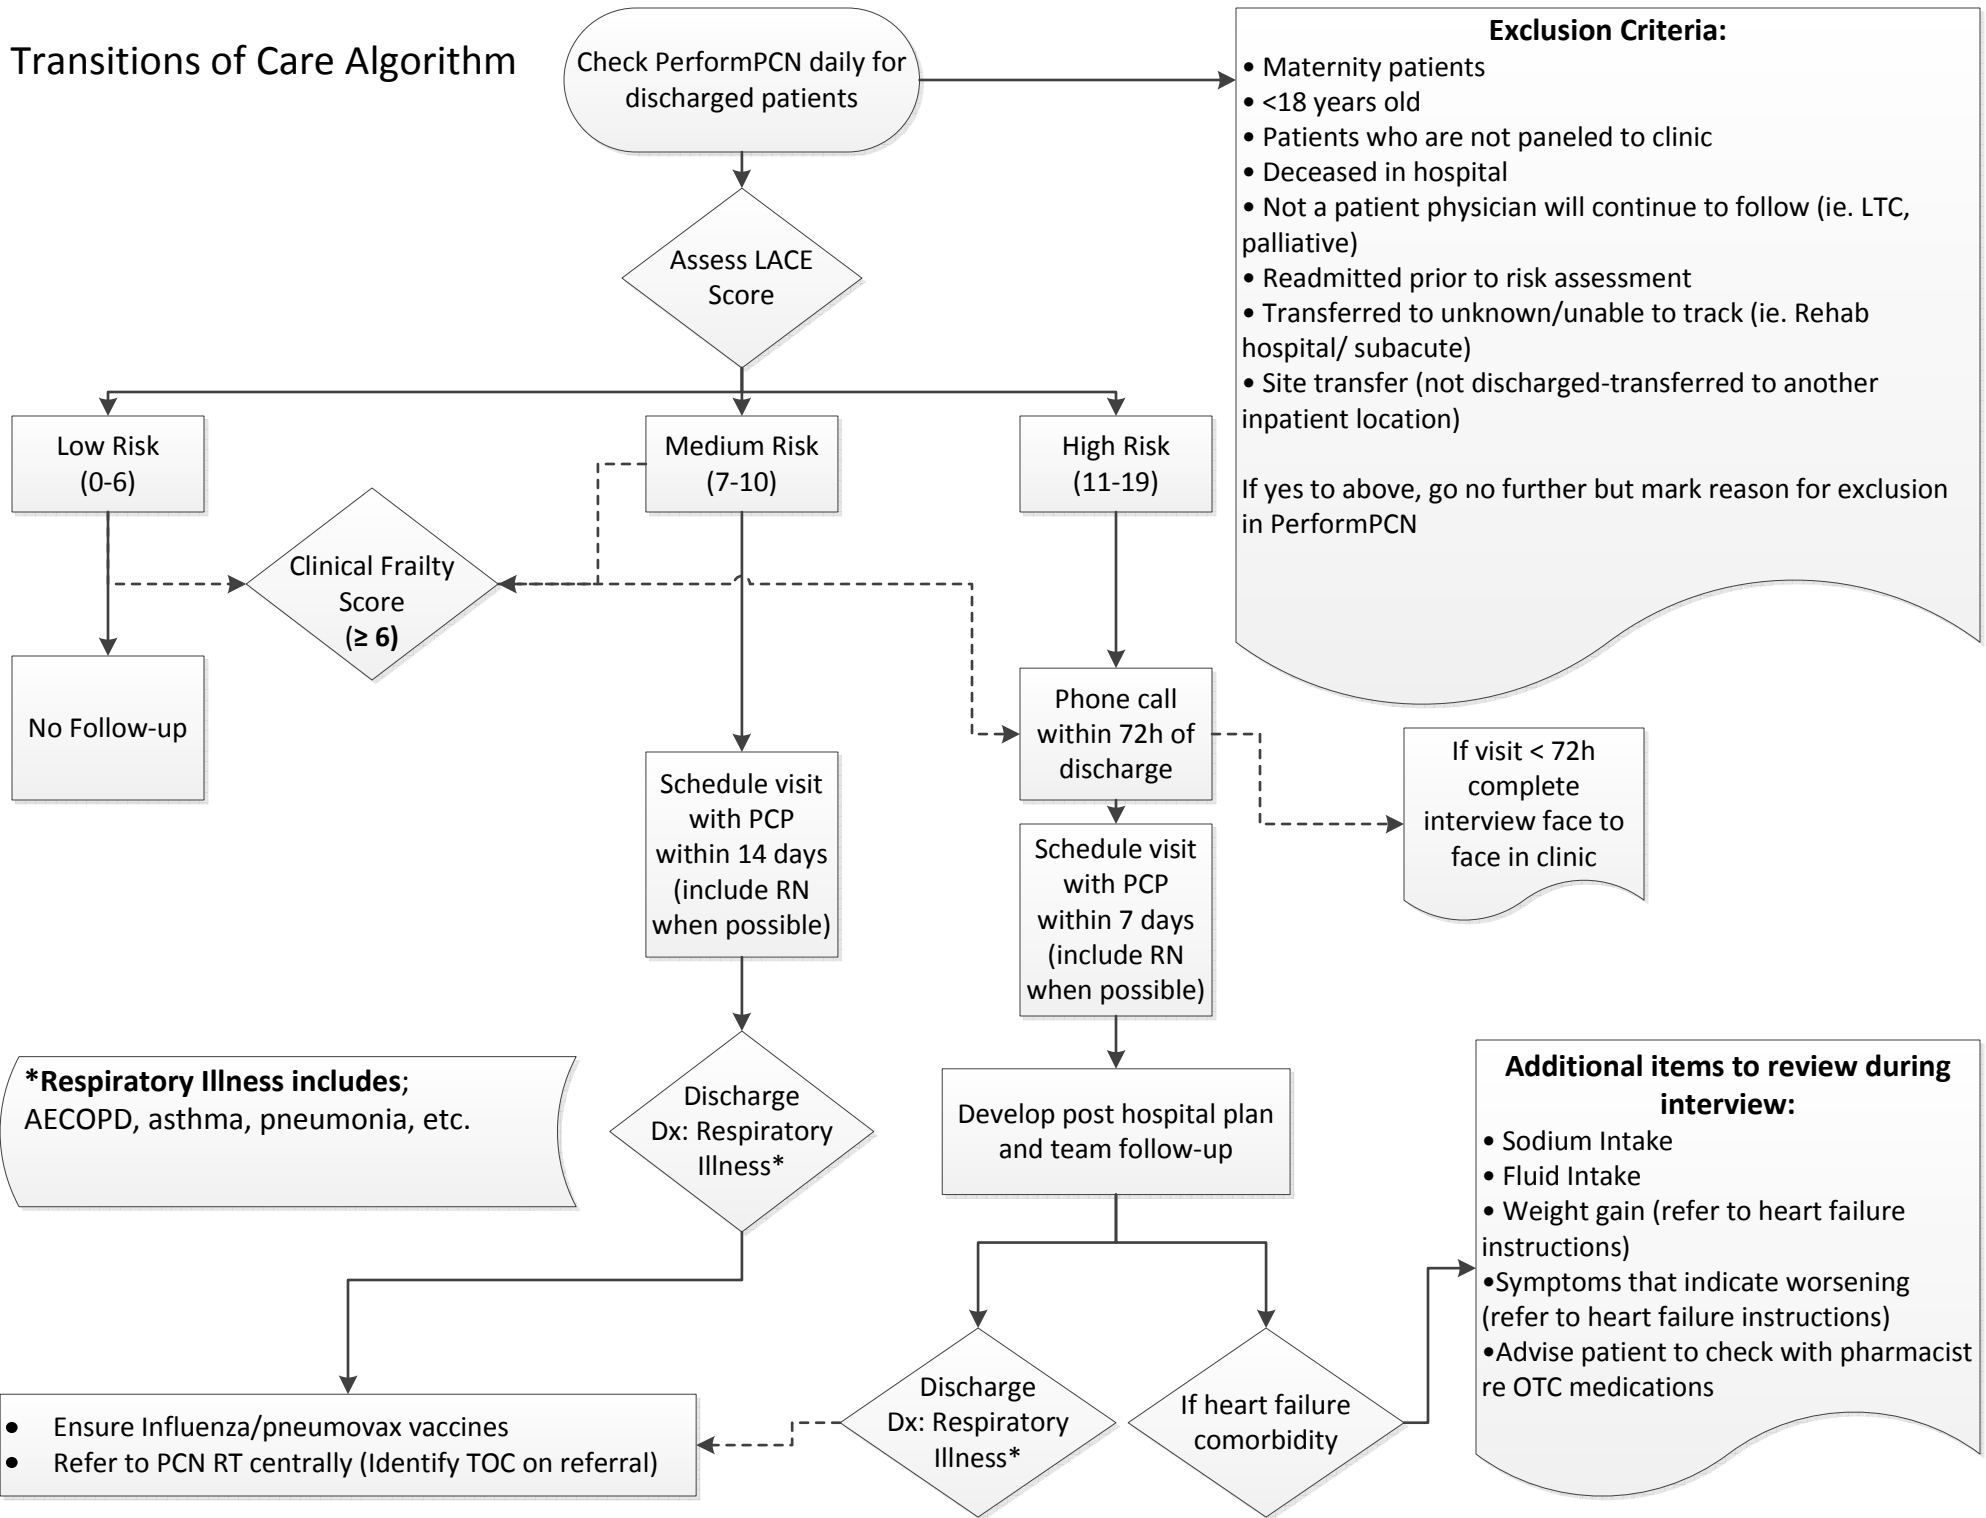 Transitions of Care Algorithm
Check PerformPCN daily for
discharged patients
Exclusion Criteria:
• Maternity patients
• <18 years old
• Patients who are not paneled to clinic
• Deceased in hospital
• Not a patient physician will continue to follow (ie. LTC,
palliative)
• Readmitted prior to risk assessment
• Transferred to unknown/unable to track (ie. Rehab
hospital/ subacute)
• Site transfer (not discharged-transferred to another
inpatient location)
If yes to above, go no further but mark reason for exclusion
in PerformPCN
Assess LACE
Score
Low Risk
(0-6)
Medium Risk
(7-10)
High Risk
(11-19)
Clinical Frailty
Score
(≥ 6)
No Follow-up
Phone call
within 72h of
discharge
If visit < 72h
complete
interview face to
face in clinic
Schedule visit
with PCP
within 14 days
(include RN
when possible)
Schedule visit
with PCP
within 7 days
(include RN
when possible)
*Respiratory Illness includes;
AECOPD, asthma, pneumonia, etc.
Discharge
Dx: Respiratory
Illness*
Develop post hospital plan
and team follow-up
Additional items to review during
interview:
• Sodium Intake
• Fluid Intake
• Weight gain (refer to heart failure
instructions)
•Symptoms that indicate worsening
(refer to heart failure instructions)
•Advise patient to check with pharmacist
re OTC medications
• Ensure Influenza/pneumovax vaccines
• Refer to PCN RT centrally (Identify TOC on referral)
Discharge
Dx: Respiratory
Illness*
If heart failure
comorbidity